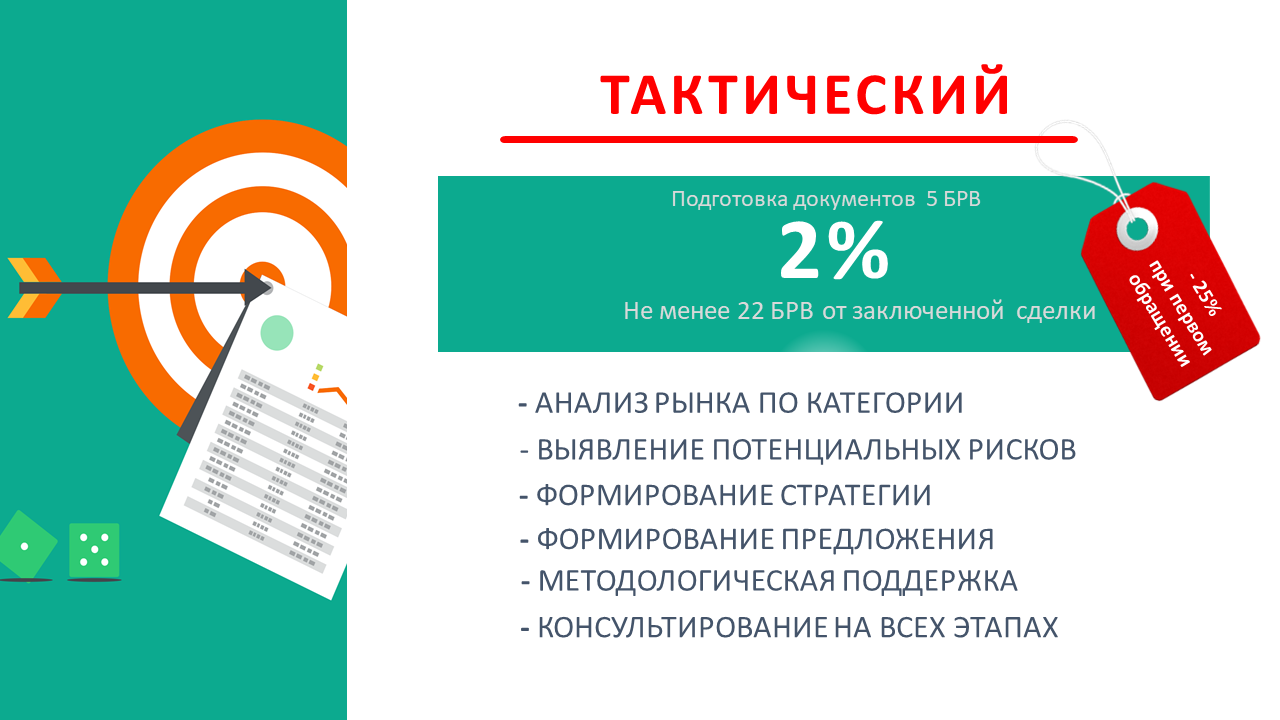 ТАКТИЧЕСКИЙ
Подготовка документов 5 БРВ
2%
Не менее 22 БРВ от заключенной сделки
- 25%
при первом
обращении
- АНАЛИЗ РЫНКА ПО КАТЕГОРИИ
- ВЫЯВЛЕНИЕ ПОТЕНЦИАЛЬНЫХ РИСКОВ
- ФОРМИРОВАНИЕ СТРАТЕГИИ
- ФОРМИРОВАНИЕ ПРЕДЛОЖЕНИЯ
- МЕТОДОЛОГИЧЕСКАЯ ПОДДЕРЖКА
- КОНСУЛЬТИРОВАНИЕ НА ВСЕХ ЭТАПАХ